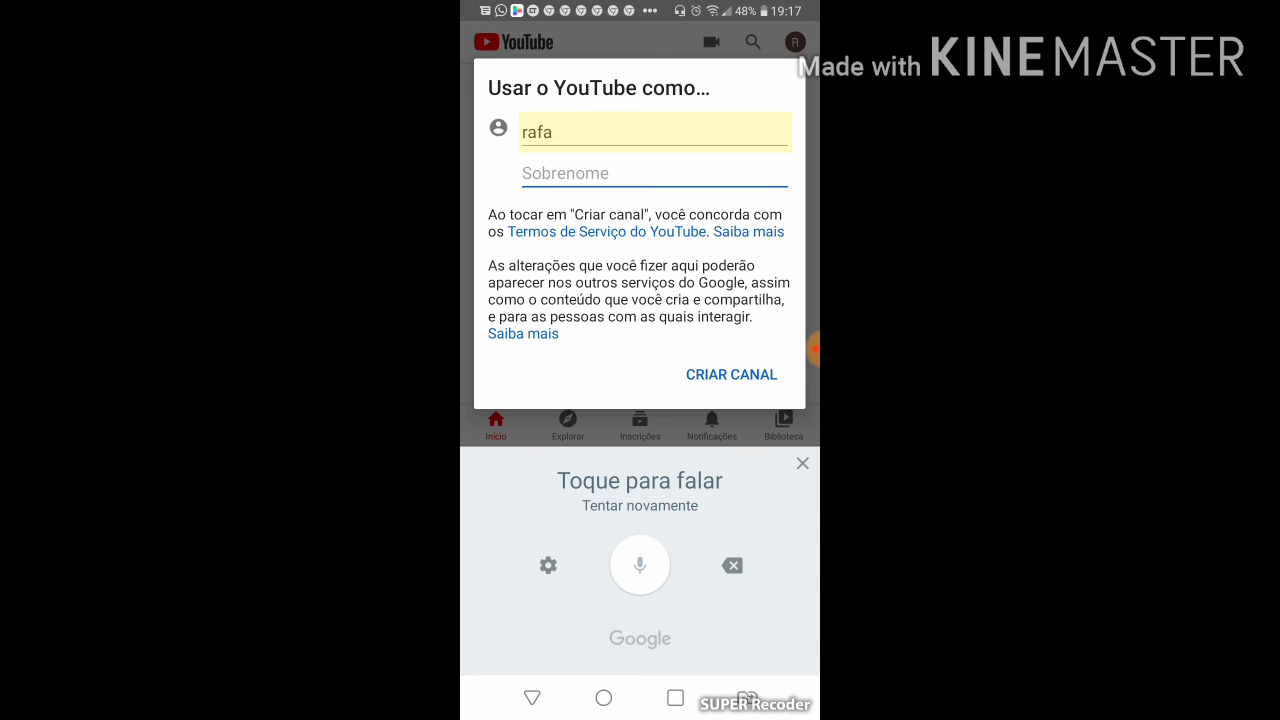 48% 19:17
YouTube
R
Made with KINEMASTER
Usar o YouTube como...
rafa
Sobrenome
Ao tocar em "Criar canal", você concorda com
os Termos de Serviço do YouTube. Saiba mais
As alterações que você fizer aqui poderão
aparecer nos outros serviços do Google, assim
como o conteúdo que você cria e compartilha,
e para as pessoas com as quais interagir.
Saiba mais
CRIAR CANAL
Início Explorar Inscrições Notificações Biblioteca
Toque para falar
Tentar novamente
Google
SUPER Recoder